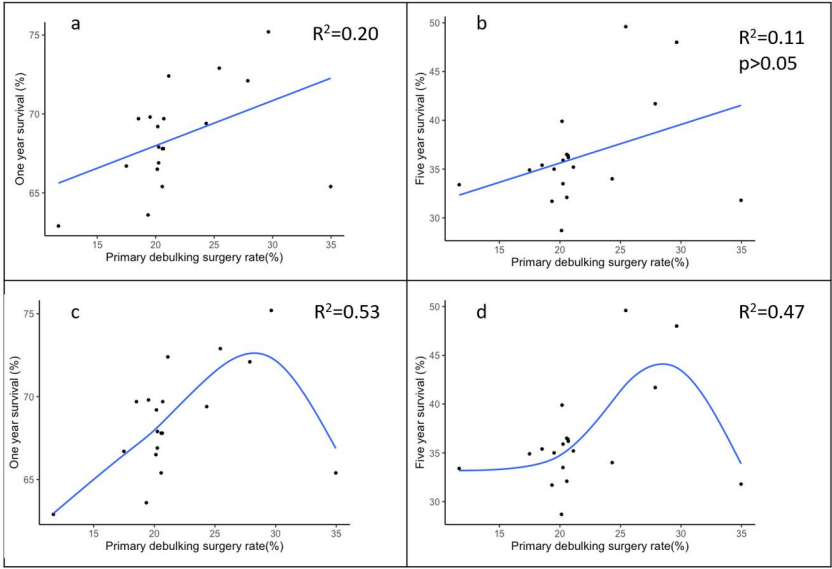 a
R²=0.20
75
70
65
One year survival (%)
15 20 25 30 35
Primary debulking surgery rate(%)
b
R²=0.11
p>0.05
50
45
40
35
30
Five year survival (%)
15 20 25 30 35
Primary debulking surgery rate(%)
c
R²=0.53
75
70
65
One year survival (%)
15 20 25 30 35
Primary debulking surgery rate(%)
d
R²=0.47
50
45
40
35
30
Five year survival (%)
15 20 25 30 35
Primary debulking surgery rate(%)